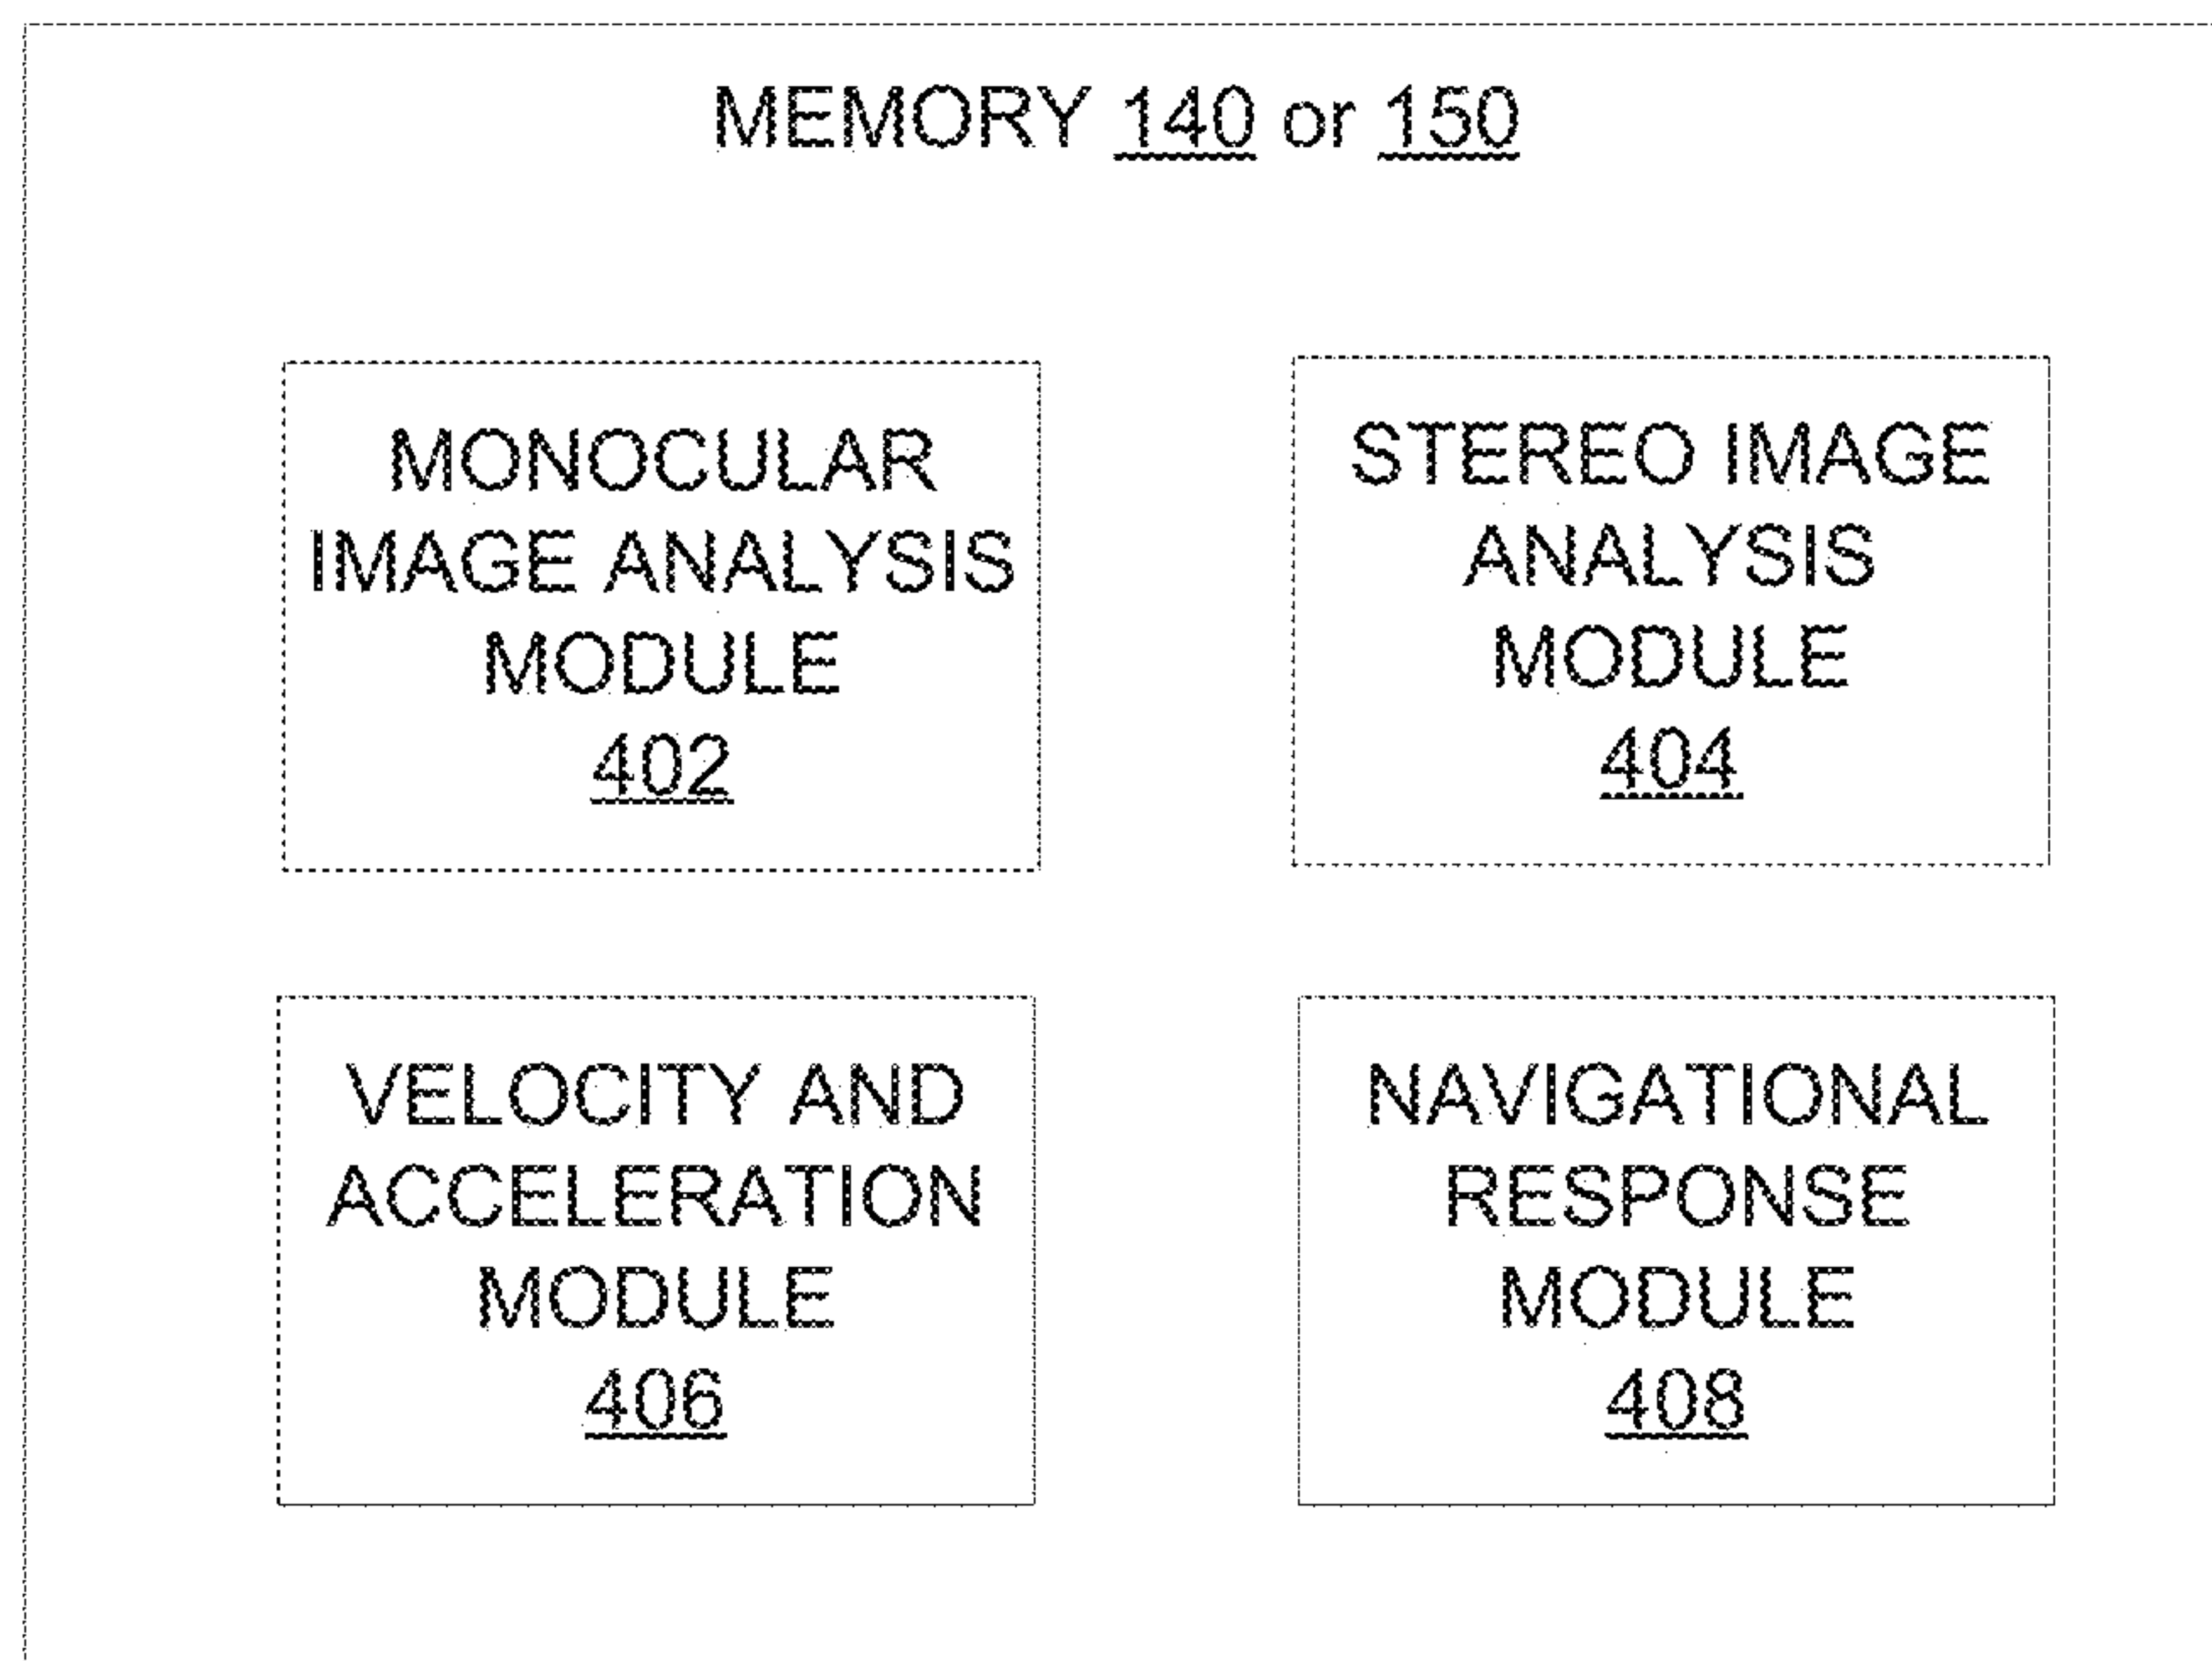 MEMORY 140 or 150
MONOCULAR
IMAGE ANALYSIS
MODULE
402
STEREO IMAGE
ANALYSIS
MODULE
404
VELOCITY AND
ACCELERATION
MODULE
406
NAVIGATIONAL
RESPONSE
MODULE
408